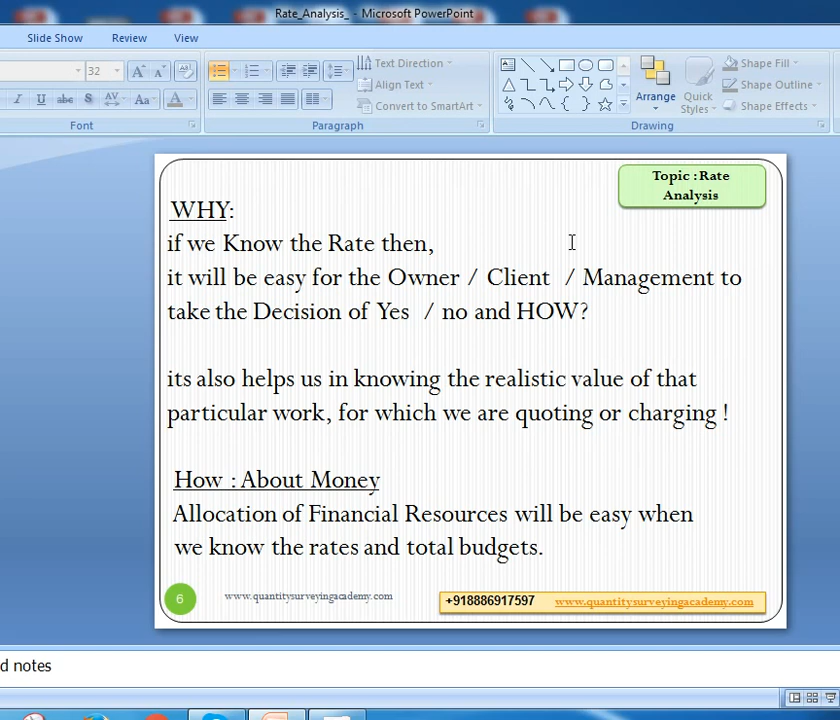 Rate_Analysis_ - Microsoft PowerPoint
Slide Show Review View
32 A A Aa
I U abc S AV Aa A
Text Direction
Align Text
Convert to SmartArt
Arrange
Quick Styles
Shape Fill
Shape Outline
Shape Effects
Font Paragraph Drawing
Topic : Rate
Analysis
WHY:
if we Know the Rate then,
it will be easy for the Owner / Client / Management to
take the Decision of Yes / no and HOW?
its also helps us in knowing the realistic value of that
particular work, for which we are quoting or charging !
How : About Money
Allocation of Financial Resources will be easy when
we know the rates and total budgets.
6 www.quantitysurveyingacademy.com +918886917597 www.quantitysurveyingacademy.com
d notes